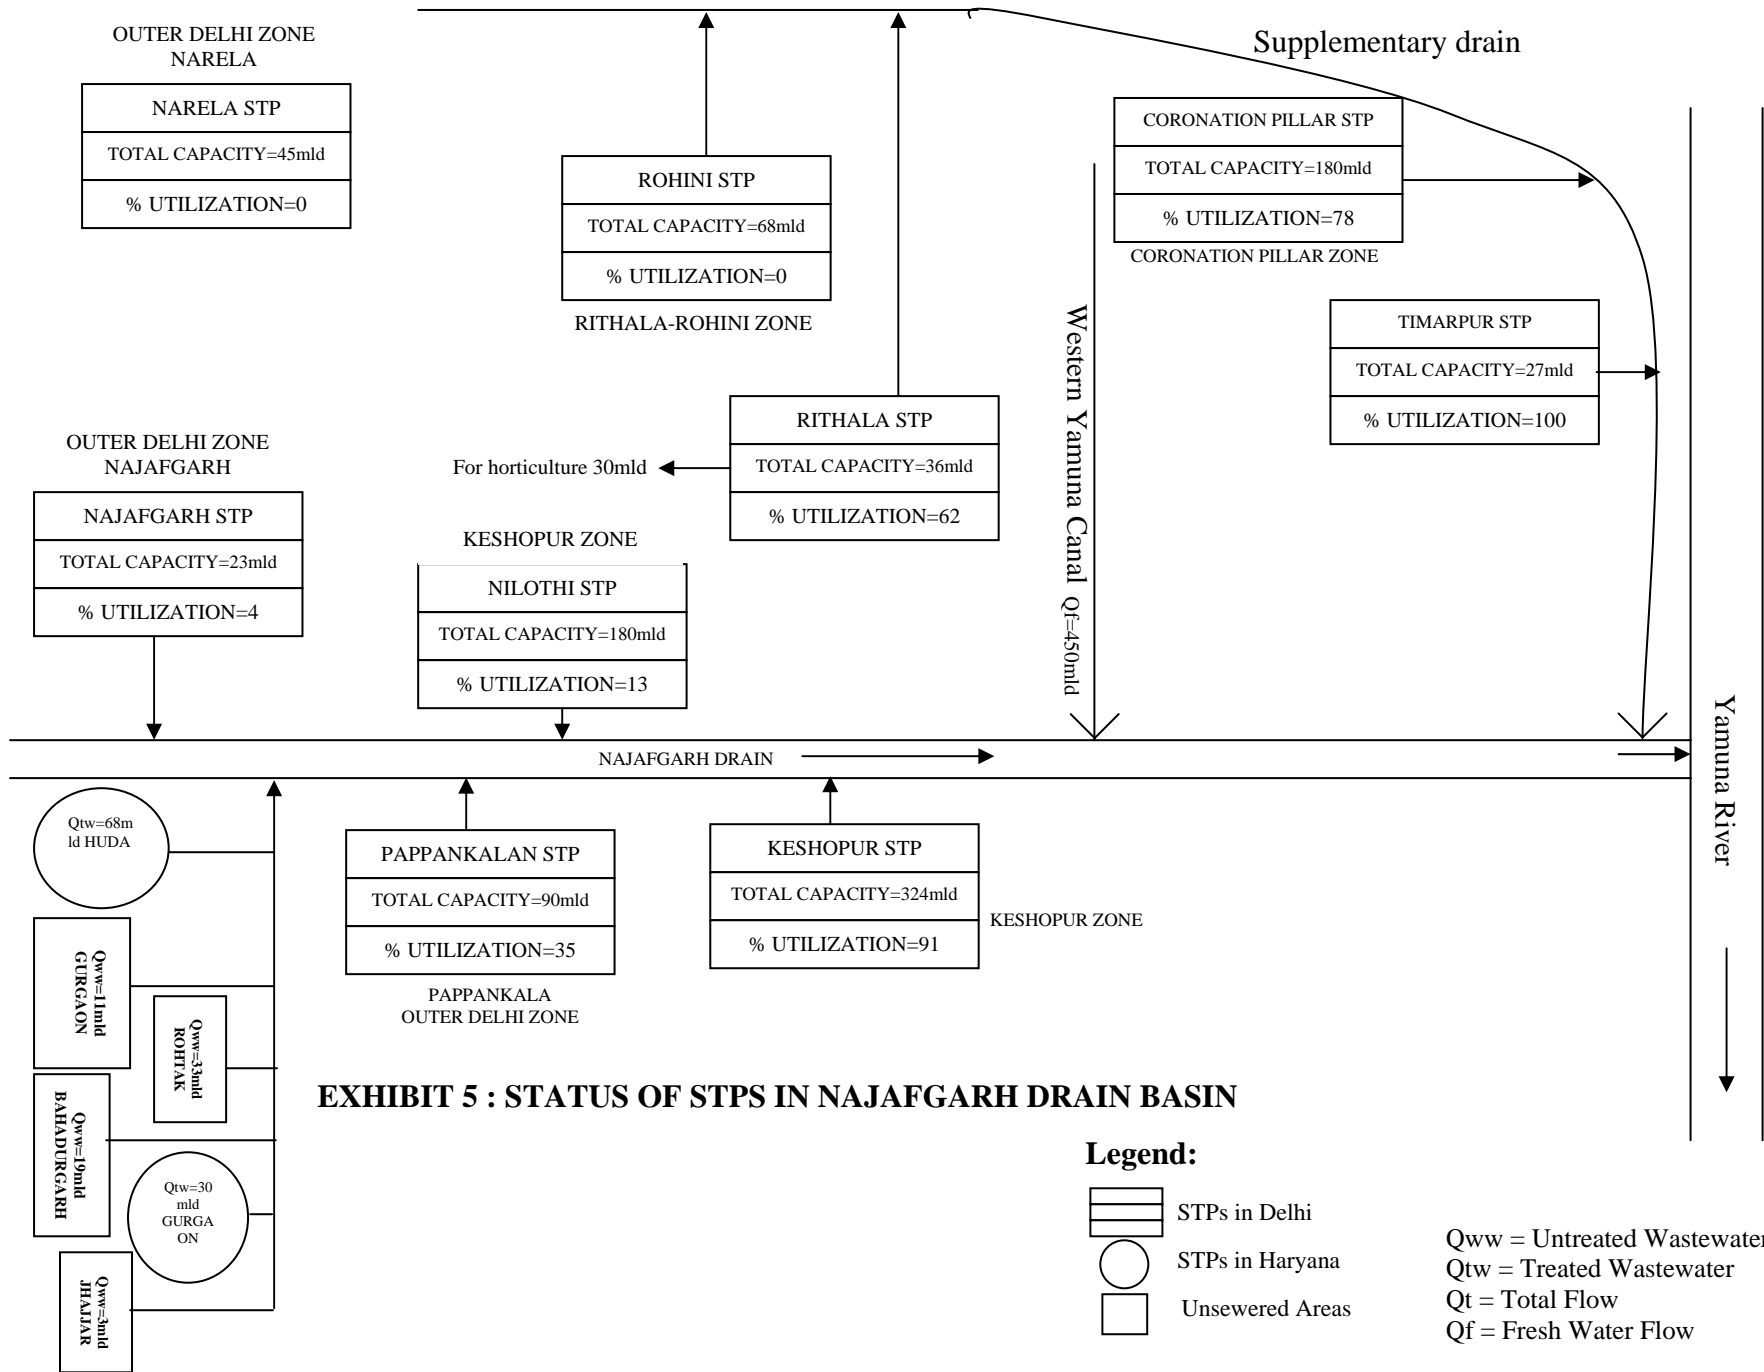 OUTER DELHI ZONE
NARELA
NARELA STP
TOTAL CAPACITY=45mld
% UTILIZATION=0
Supplementary drain
ROHINI STP
TOTAL CAPACITY=68mld
% UTILIZATION=0
RITHALA-ROHINI ZONE
CORONATION PILLAR STP
TOTAL CAPACITY=180mld
% UTILIZATION=78
CORONATION PILLAR ZONE
TIMARPUR STP
TOTAL CAPACITY=27mld
% UTILIZATION=100
Western Yamuna Canal Qf=450mld
RITHALA STP
TOTAL CAPACITY=36mld
% UTILIZATION=62
For horticulture 30mld
OUTER DELHI ZONE
NAJAFGARH
NAJAFGARH STP
TOTAL CAPACITY=23mld
% UTILIZATION=4
KESHOPUR ZONE
NILOTHI STP
TOTAL CAPACITY=180mld
% UTILIZATION=13
NAJAFGARH DRAIN
Yamuna River
Qtw=68m
ld HUDA
Qww=11mld
GURGAON
Qww=33mld
ROHTAK
Qww=19mld
BAHADURGARH
Qtw=30
mld
GURGA
ON
Qww=3mld
JHAJJAR
PAPPANKALAN STP
TOTAL CAPACITY=90mld
% UTILIZATION=35
PAPPANKALA
OUTER DELHI ZONE
KESHOPUR STP
TOTAL CAPACITY=324mld
% UTILIZATION=91
KESHOPUR ZONE
EXHIBIT 5 : STATUS OF STPS IN NAJAFGARH DRAIN BASIN
Legend:
STPs in Delhi
STPs in Haryana
Unsewered Areas
Qww = Untreated Wastewater
Qtw = Treated Wastewater
Qt = Total Flow
Qf = Fresh Water Flow